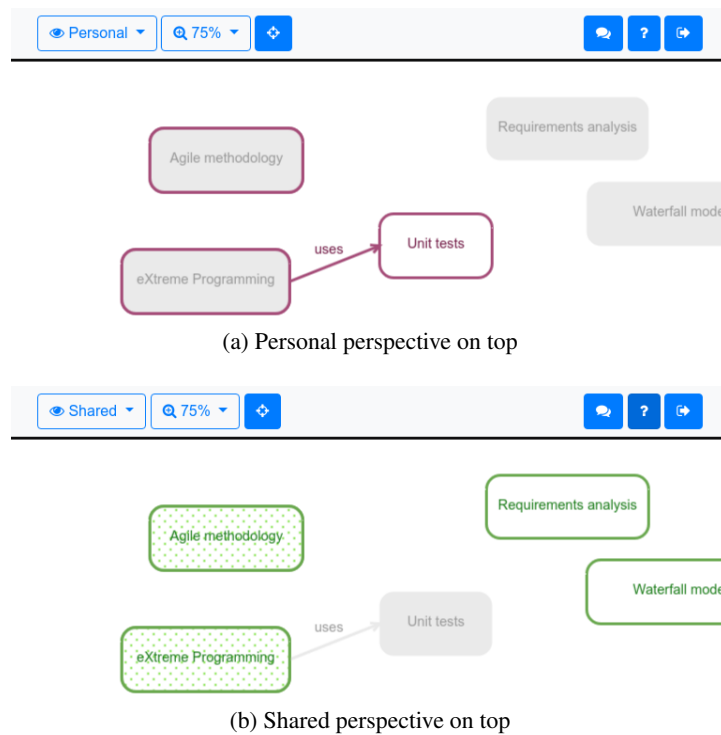 Personal 75% ?
Requirements analysis
Agile methodology
Waterfall mode
Unit tests
uses
eXtreme Programming
(a) Personal perspective on top
Shared 75% ?
Requirements analysis
Agile methodology
Waterfall mode
Unit tests
uses
eXtreme Programming
(b) Shared perspective on top